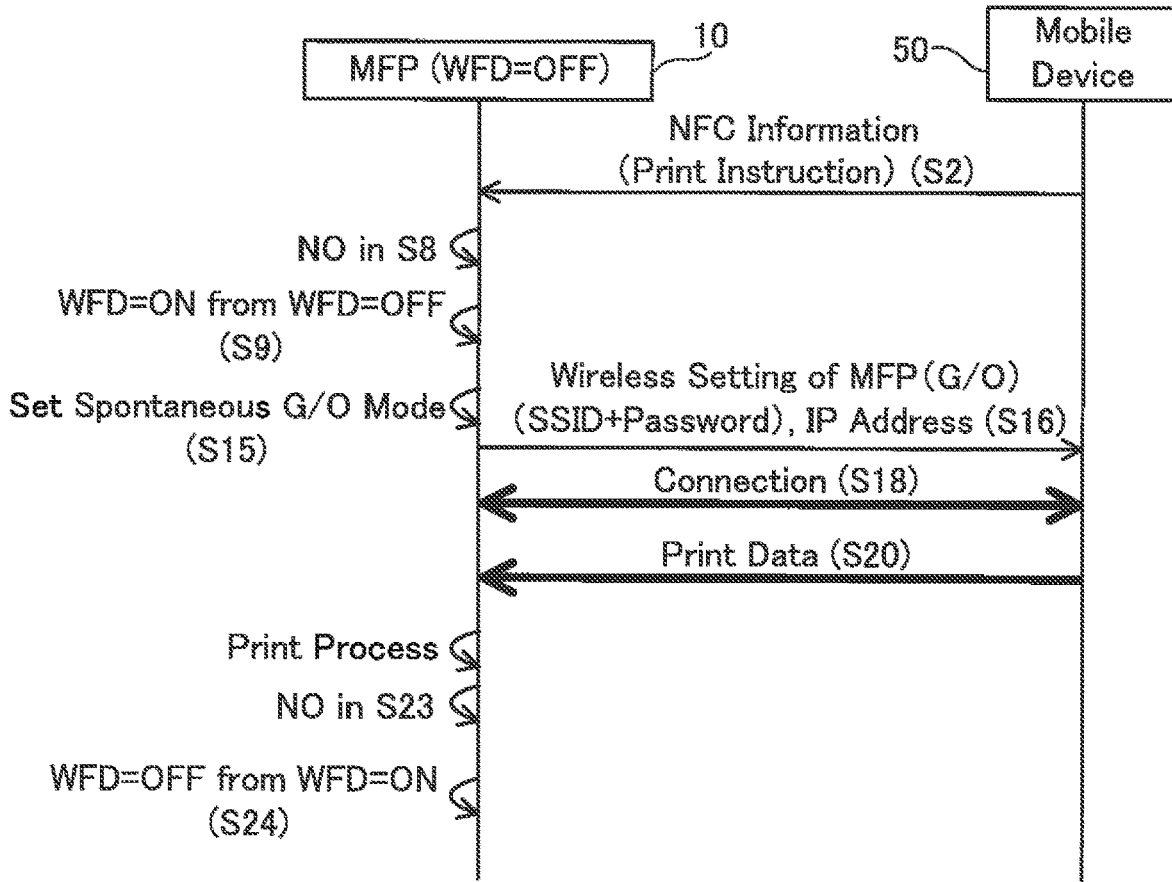 10
MFP (WFD=OFF)
50
Mobile
Device
NFC Information
(Print Instruction) (S2)
NO in S8
WFD=ON from WFD=OFF
(S9)
Wireless Setting of MFP(G/O)
(SSID+Password), IP Address (S16)
Set Spontaneous G/O Mode
(S15)
Connection (S18)
Print Data (S20)
Print Process
NO in S23
WFD=OFF from WFD=ON
(S24)